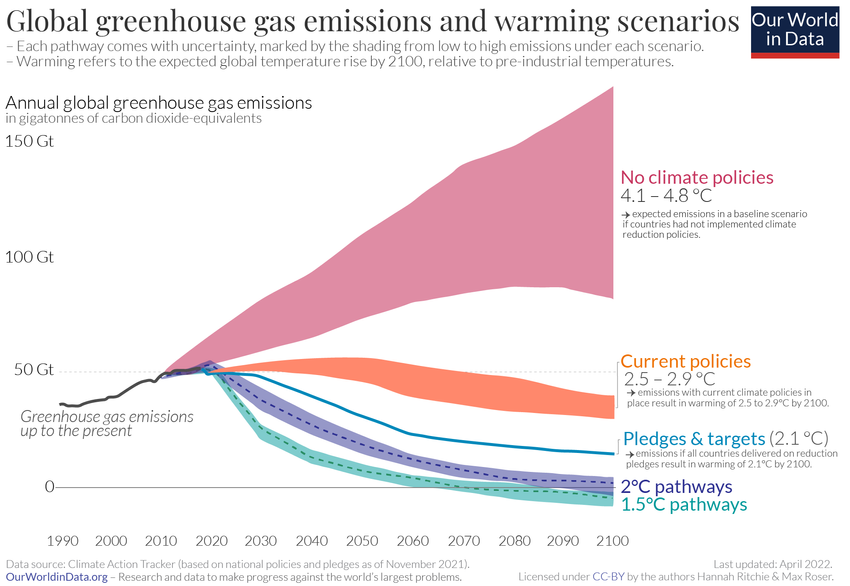 Global greenhouse gas emissions and warming scenarios
Our World
in Data
– Each pathway comes with uncertainty, marked by the shading from low to high emissions under each scenario.
– Warming refers to the expected global temperature rise by 2100, relative to pre-industrial temperatures.
Annual global greenhouse gas emissions
in gigatonnes of carbon dioxide-equivalents
150 Gt
100 Gt
50 Gt
0
No climate policies
4.1 – 4.8 °C
→ expected emissions in a baseline scenario
if countries had not implemented climate
reduction policies.
Current policies
2.5 – 2.9 °C
→ emissions with current climate policies in
place result in warming of 2.5 to 2.9°C by 2100.
Greenhouse gas emissions
up to the present
Pledges & targets (2.1 °C)
→ emissions if all countries delivered on reduction
pledges result in warming of 2.1°C by 2100.
2°C pathways
1.5°C pathways
1990 2000 2010 2020 2030 2040 2050 2060 2070 2080 2090 2100
Data source: Climate Action Tracker (based on national policies and pledges as of November 2021).
OurWorldinData.org – Research and data to make progress against the world's largest problems.
Last updated: April 2022.
Licensed under CC-BY by the authors Hannah Ritchie & Max Roser.